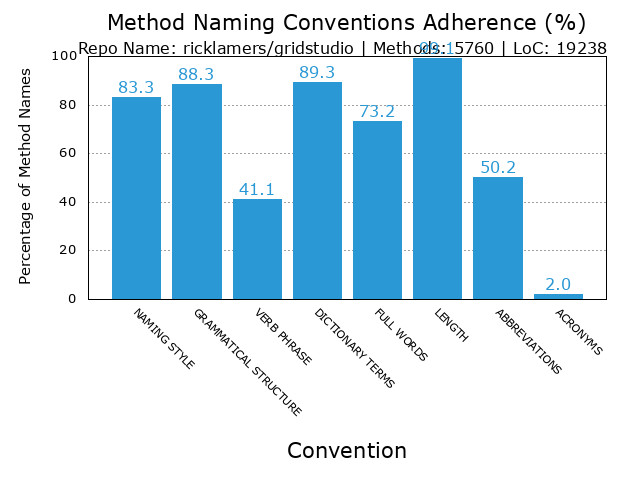 Method Naming Conventions Adherence (%)
Repo Name: ricklamers/gridstudio | Methods: 5760 | LoC: 19238
Percentage of Method Names
100
80
60
40
20
0
83.3
88.3
41.1
89.3
73.2
99.1
50.2
2.0
NAMING STYLE
GRAMMATICAL STRUCTURE
VERB PHRASE
DICTIONARY TERMS
FULL WORDS
LENGTH
ABBREVIATIONS
ACRONYMS
Convention